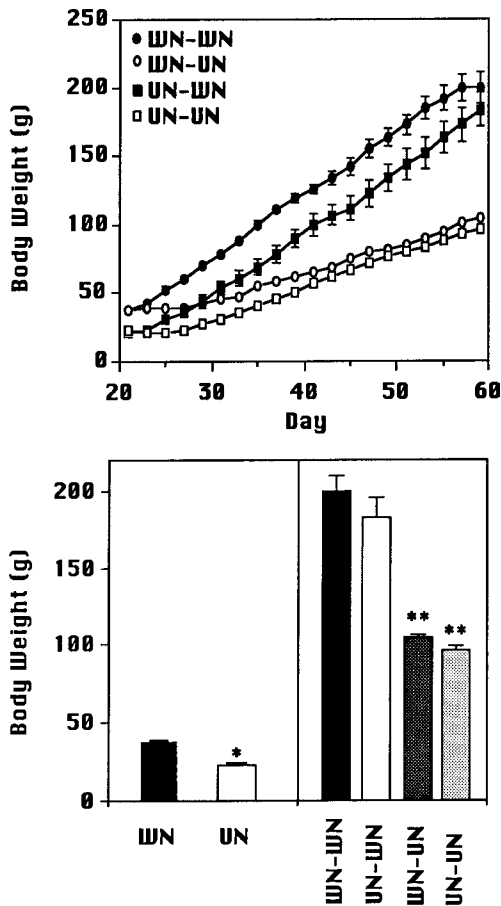 250
200
150
100
50
0
Body Weight (g)
WN-WN
WN-UN
UN-WN
UN-UN
20 30 40 50 60
Day
200
150
100
50
0
Body Weight (g)
*
** **
WN UN
WN-WN
UN-WN
WN-UN
UN-UN